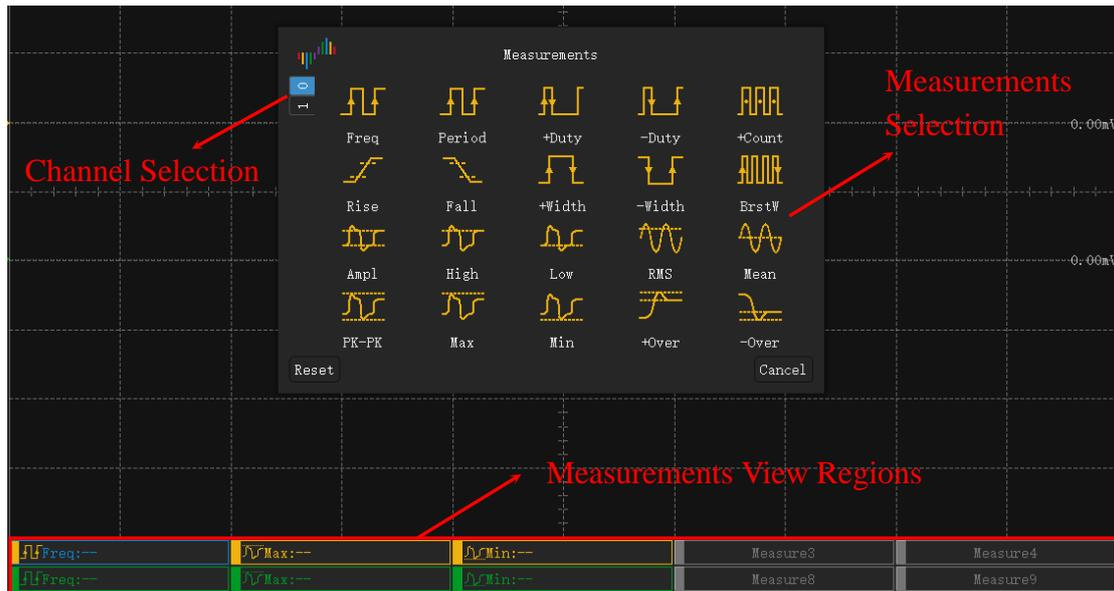 Measurements
0
1
Freq Period +Duty -Duty +Count
Rise Fall +Width -Width BrstW
Ampl High Low RMS Mean
PK-PK Max Min +Over -Over
Reset Cancel
Channel Selection
Measurements
Selection
0.00mV
0.00mV
Measurements View Regions
Freq:-- Max:-- Min:-- Measure3 Measure4
Freq:-- Max:-- Min:-- Measure8 Measure9